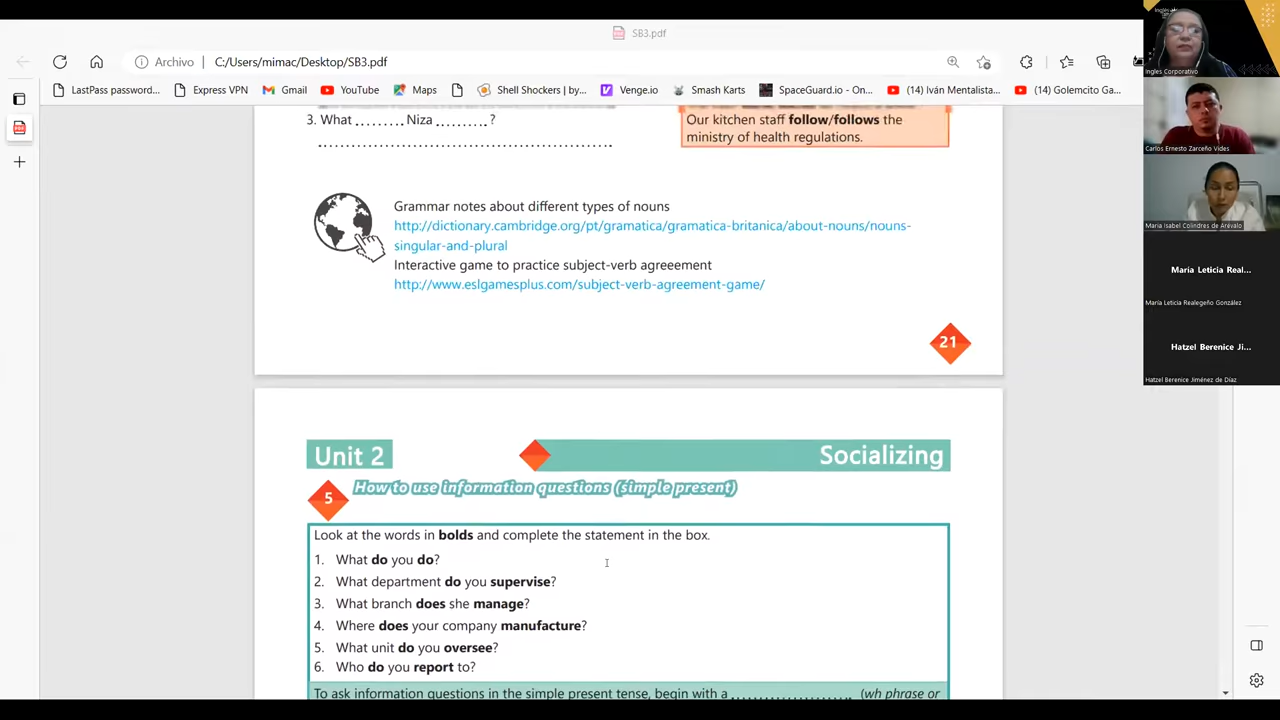 SB3.pdf
Archivo C:/Users/mimac/Desktop/SB3.pdf
LastPass password... Express VPN Gmail YouTube Maps Shell Shockers | by... Venge.io Smash Karts SpaceGuard.io - On... (14) Iván Mentalista... (14) Golemcito Ga...
3. What ......... Niza ......... ?
Our kitchen staff follow/follows the
ministry of health regulations.
Grammar notes about different types of nouns
http://dictionary.cambridge.org/pt/gramatica/gramatica-britanica/about-nouns/nouns-
singular-and-plural
Interactive game to practice subject-verb agreeement
http://www.eslgamesplus.com/subject-verb-agreement-game/
21
Unit 2 Socializing
5 How to use information questions (simple present)
Look at the words in bolds and complete the statement in the box.
1. What do you do?
2. What department do you supervise?
3. What branch does she manage?
4. Where does your company manufacture?
5. What unit do you oversee?
6. Who do you report to?
To ask information questions in the simple present tense, begin with a ...................... (wh phrase or
Ingles Corporativo
Carlos Ernesto Zarceño Vides
Maria Isabel Colindres de Arévalo
Maria Leticia Real...
María Leticia Realegeño González
Hatzel Berenice Ji...
Hatzel Berenice Jiménez de Díaz